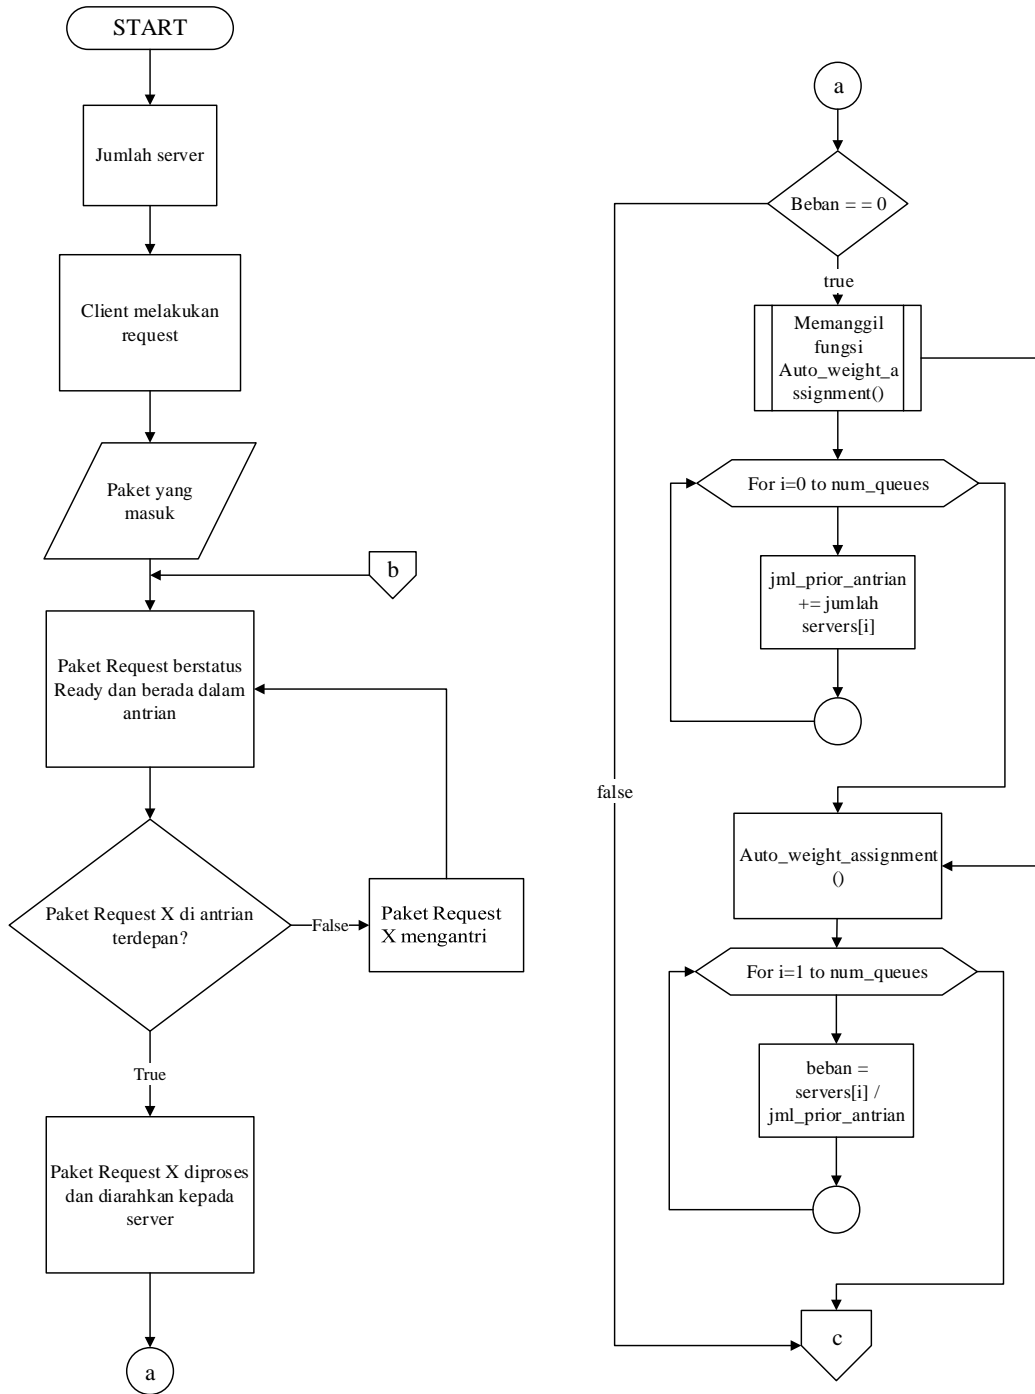 START
Jumlah server
Client melakukan
request
Paket yang
masuk
b
Paket Request berstatus
Ready dan berada dalam
antrian
Paket Request X di antrian
terdepan?
False
Paket Request
X mengantri
True
Paket Request X diproses
dan diarahkan kepada
server
a
a
Beban = = 0
true
Memanggil
fungsi
Auto_weight_a
ssignment()
For i=0 to num_queues
jml_prior_antrian
+= jumlah
servers[i]
false
Auto_weight_assignment
()
For i=1 to num_queues
beban =
servers[i] /
jml_prior_antrian
c